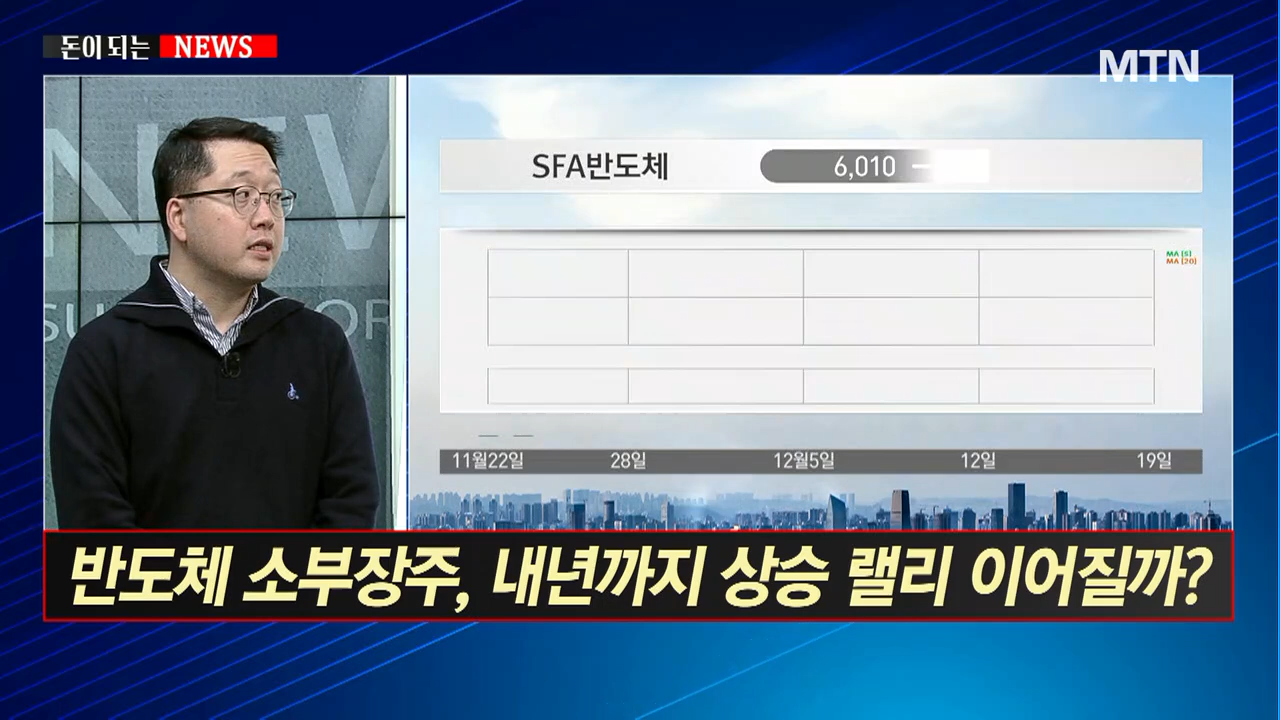 돈이 되는 NEWS
MTN
SFA반도체 6,010
MA (5)
MA (20)
11월22일 28일 12월5일 12일 19일
반도체 소부장주, 내년까지 상승 랠리 이어질까?